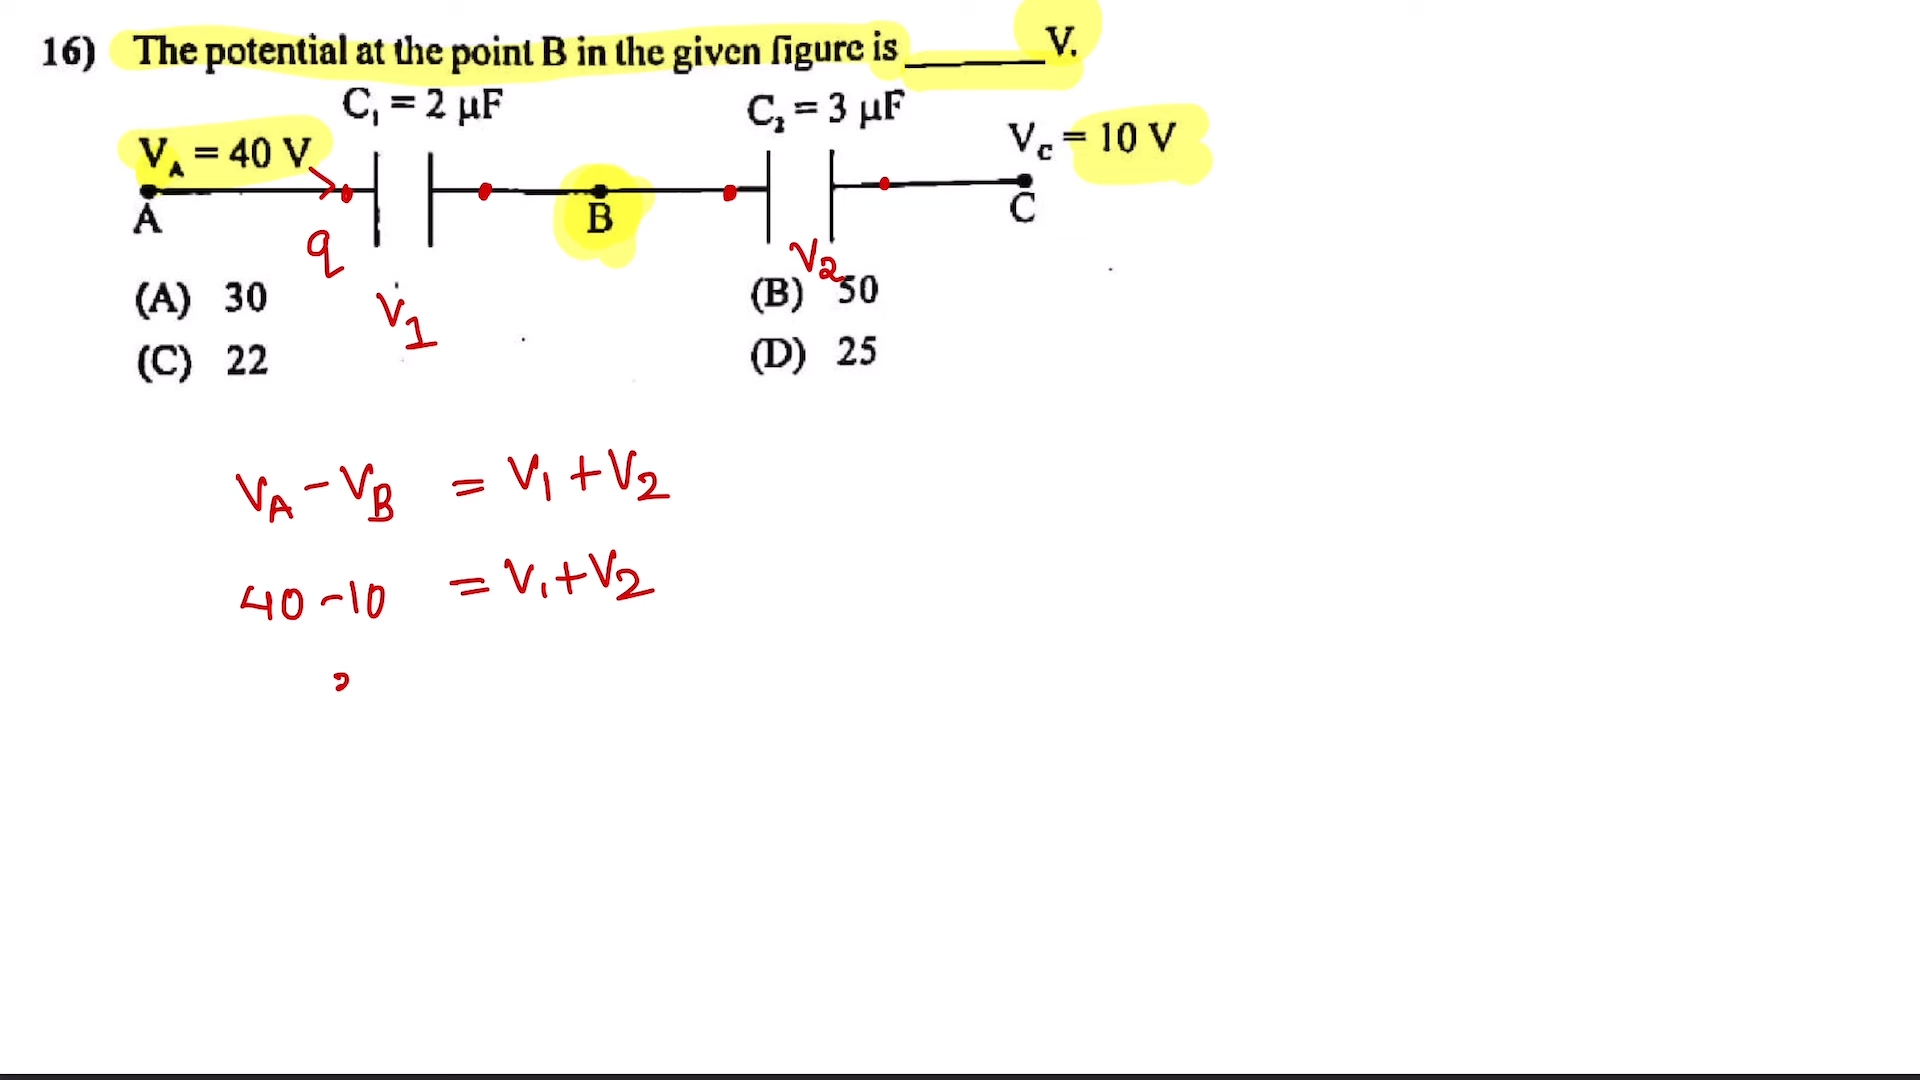 16) The potential at the point B in the given figure is ______ V.
C₁ = 2 µF
C₂ = 3 µF
V_A = 40 V
V_C = 10 V
A
B
C
q
V₁
V₂
(A) 30
(B) 50
(C) 22
(D) 25
V_A - V_B = V₁ + V₂
40 - 10 = V₁ + V₂